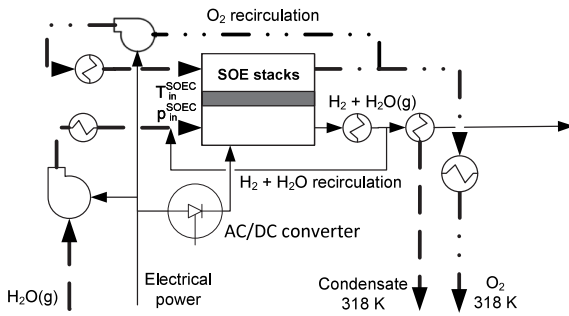 O₂ recirculation
SOE stacks
T_in^SOEC
p_in^SOEC
H₂ + H₂O(g)
H₂ + H₂O recirculation
AC/DC converter
Electrical
power
H₂O(g)
Condensate
318 K
O₂
318 K